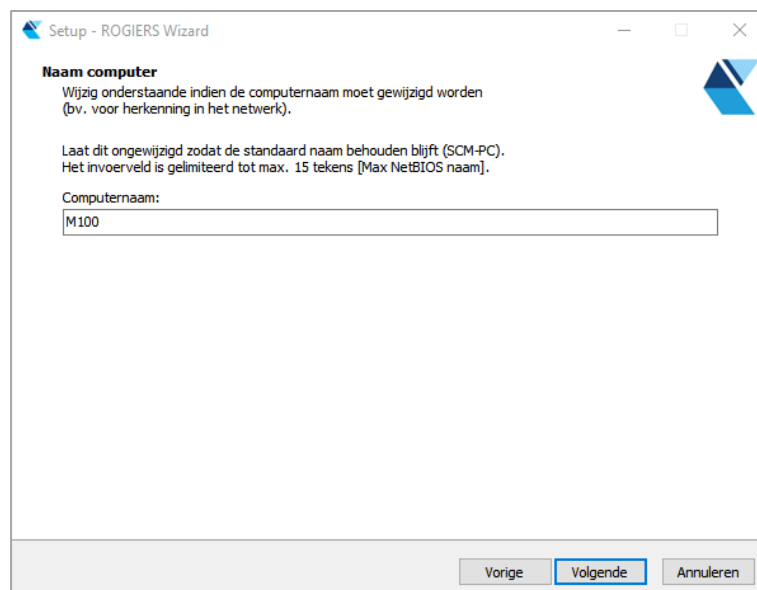 Setup - ROGIERS Wizard
Naam computer
Wijzig onderstaande indien de computernaam moet gewijzigd worden
(bv. voor herkenning in het netwerk).
Laat dit ongewijzigd zodat de standaard naam behouden blijft (SCM-PC).
Het invoerveld is gelimiteerd tot max. 15 tekens [Max NetBIOS naam].
Computernaam:
M100
Vorige Volgende Annuleren